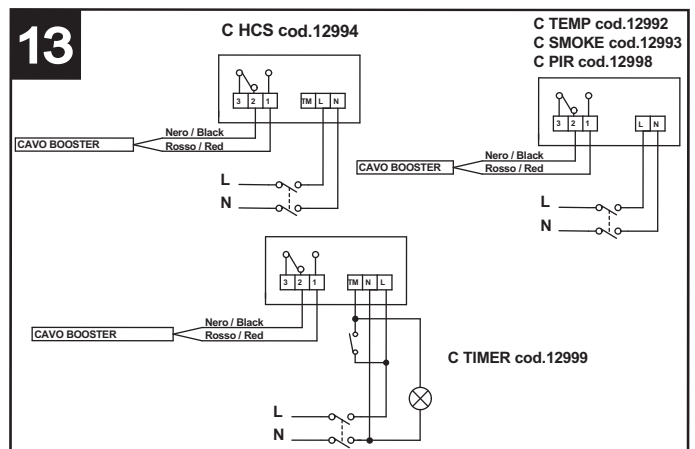 13
C HCS cod.12994
3 2 1 TM L N
Nero / Black
CAVO BOOSTER
Rosso / Red
L
N
C TEMP cod.12992
C SMOKE cod.12993
C PIR cod.12998
3 2 1 L N
Nero / Black
CAVO BOOSTER
Rosso / Red
L
N
3 2 1 TM N L
Nero / Black
CAVO BOOSTER
Rosso / Red
C TIMER cod.12999
L
N